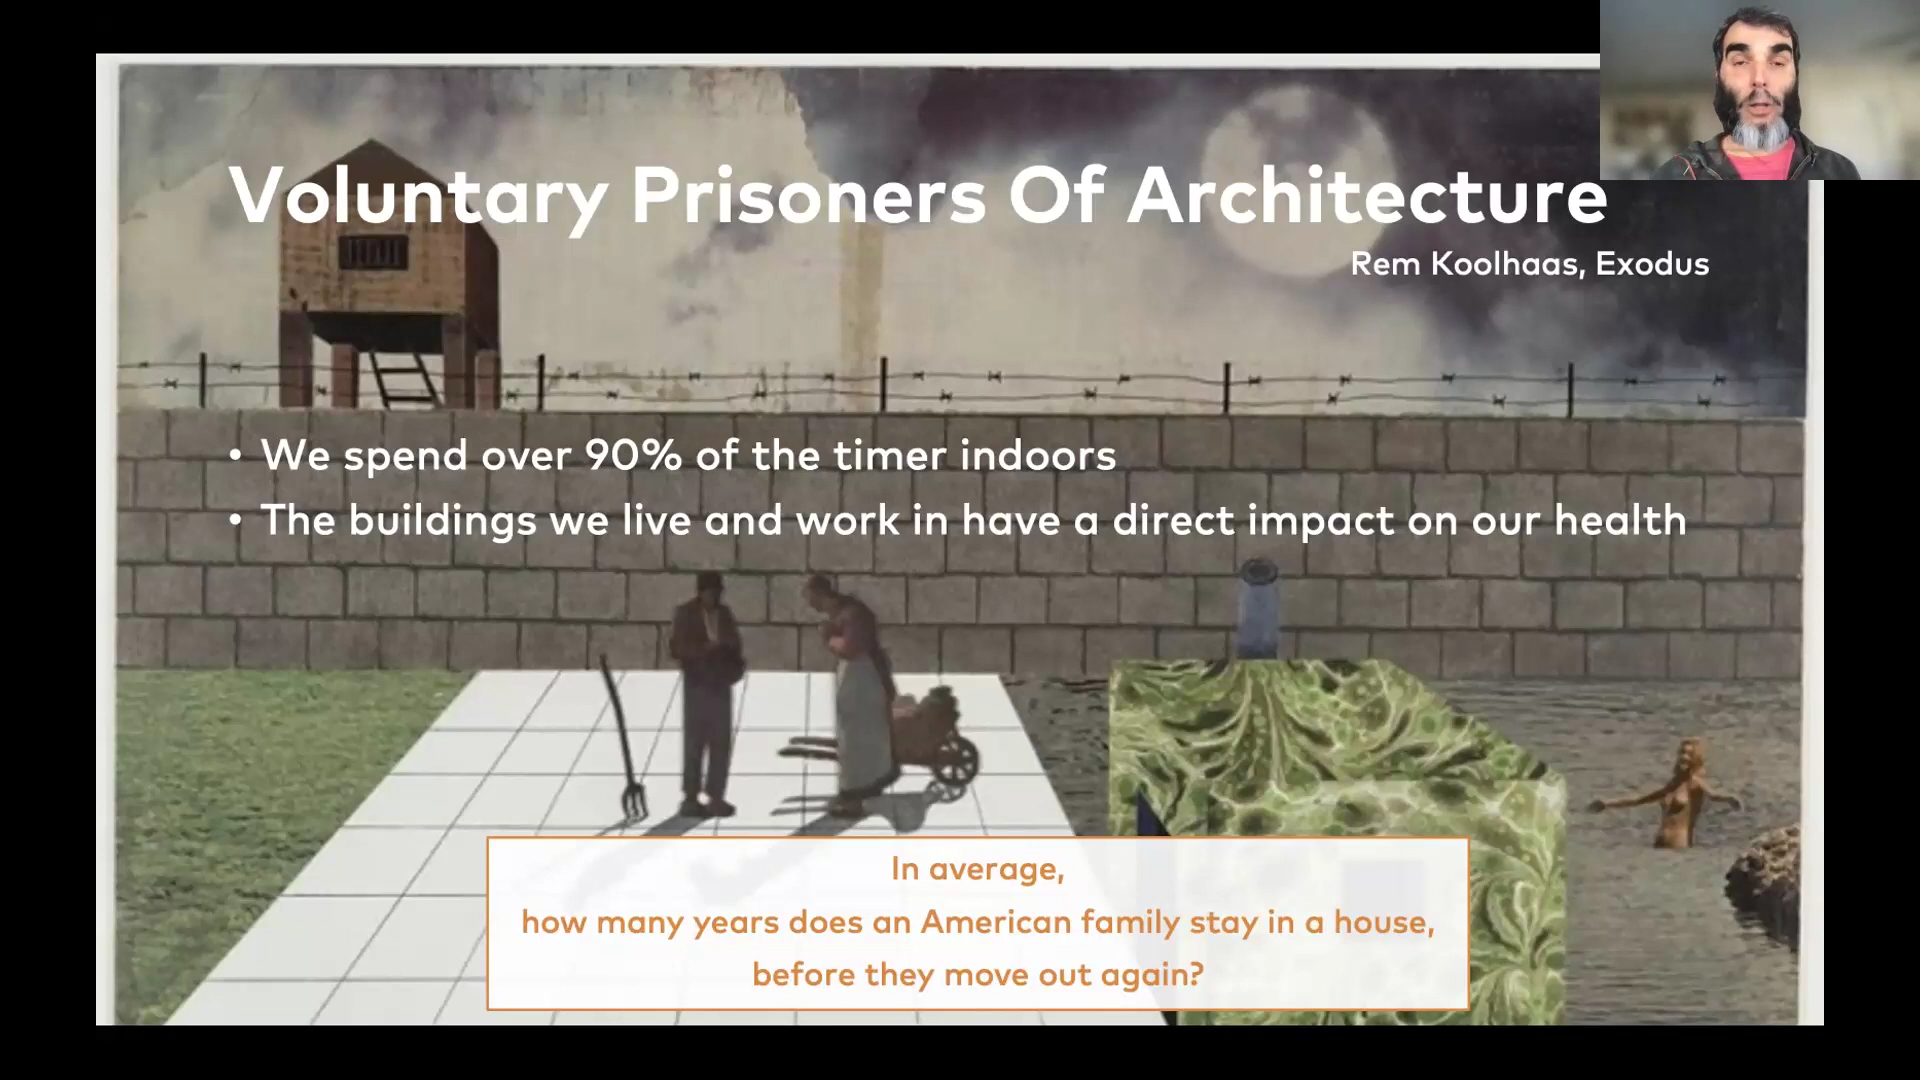 Voluntary Prisoners Of Architecture
Rem Koolhaas, Exodus
• We spend over 90% of the timer indoors
• The buildings we live and work in have a direct impact on our health
In average,
how many years does an American family stay in a house,
before they move out again?